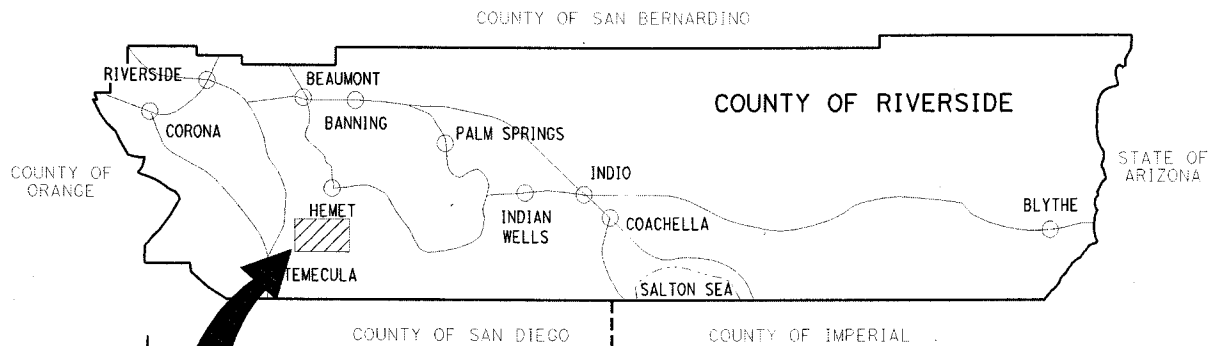 COUNTY OF SAN BERNARDINO
RIVERSIDE
BEAUMONT
COUNTY OF RIVERSIDE
CORONA
BANNING
PALM SPRINGS
COUNTY OF
ORANGE
STATE OF
ARIZONA
INDIO
HEMET
INDIAN
WELLS
COACHELLA
BLYTHE
TEMECULA
SALTON SEA
COUNTY OF SAN DIEGO
COUNTY OF IMPERIAL